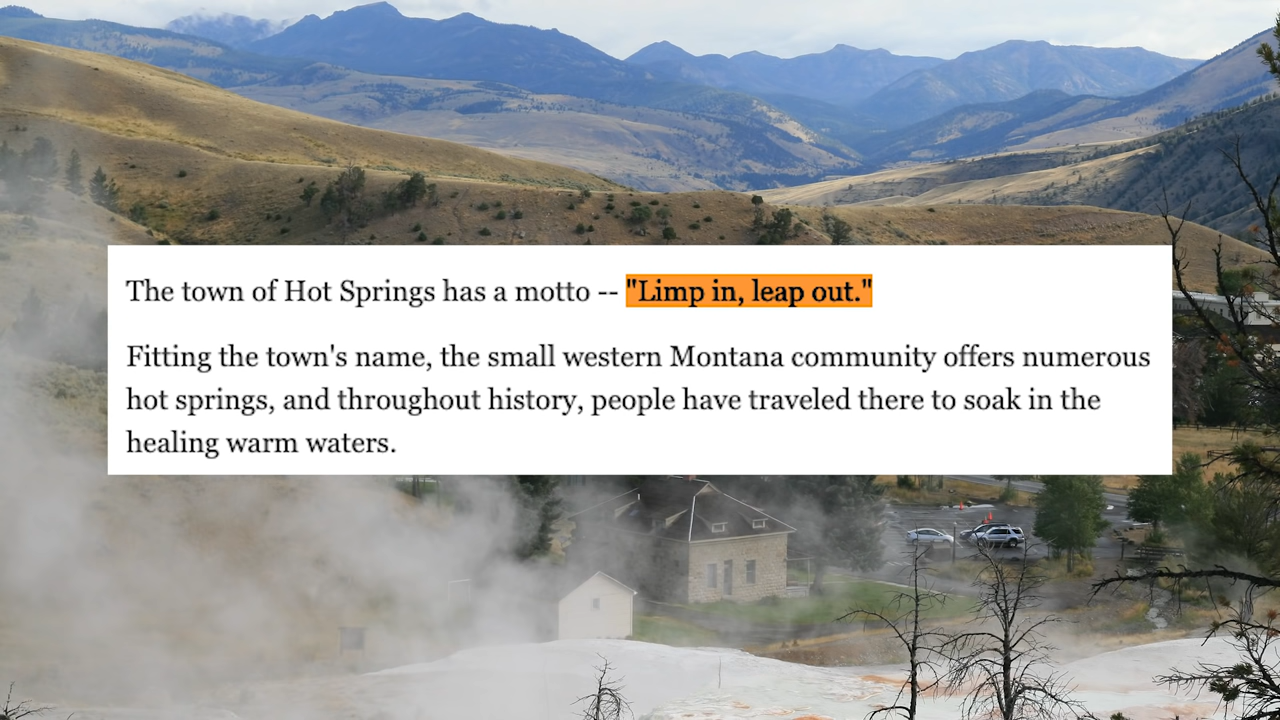 The town of Hot Springs has a motto -- "Limp in, leap out."
Fitting the town's name, the small western Montana community offers numerous
hot springs, and throughout history, people have traveled there to soak in the
healing warm waters.